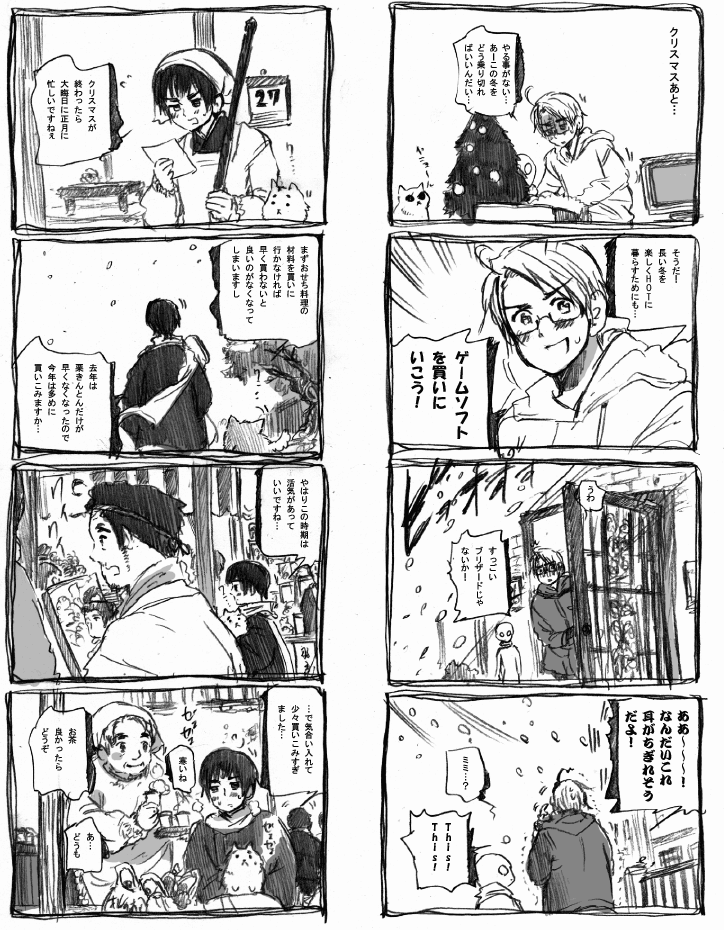 クリスマスあと…
やる事がない…
あーこの冬を
どう乗り切れ
ばいいんだい…
ヤニョ～…
そうだ！
長い冬を
楽しくHOTに
暮らすためにも…
ゲームソフト
を買いに
いこう！
うわ
すっごい
ブリザードじゃ
ないか！
ああ～～～！
なんだいこれ
耳がちぎれそう
だよ！
ミミ…？
This!
This!
27
クリスマスが
終わったら
大晦日に正月に
忙しいですねぇ
まずおせち料理の
材料を買いに
行かなければ
早く買わないと
良いのがなくなって
しまいますし
去年は
栗きんとんだけが
早くなくなったので
今年は多めに
買いこみますか…
やはりこの時期は
活気があって
いいですね…
…で気合い入れて
少々買いこみすぎ
ました…
寒いね
お茶
良かったら
どうぞ
あ…
どうも
ゼェゼェ